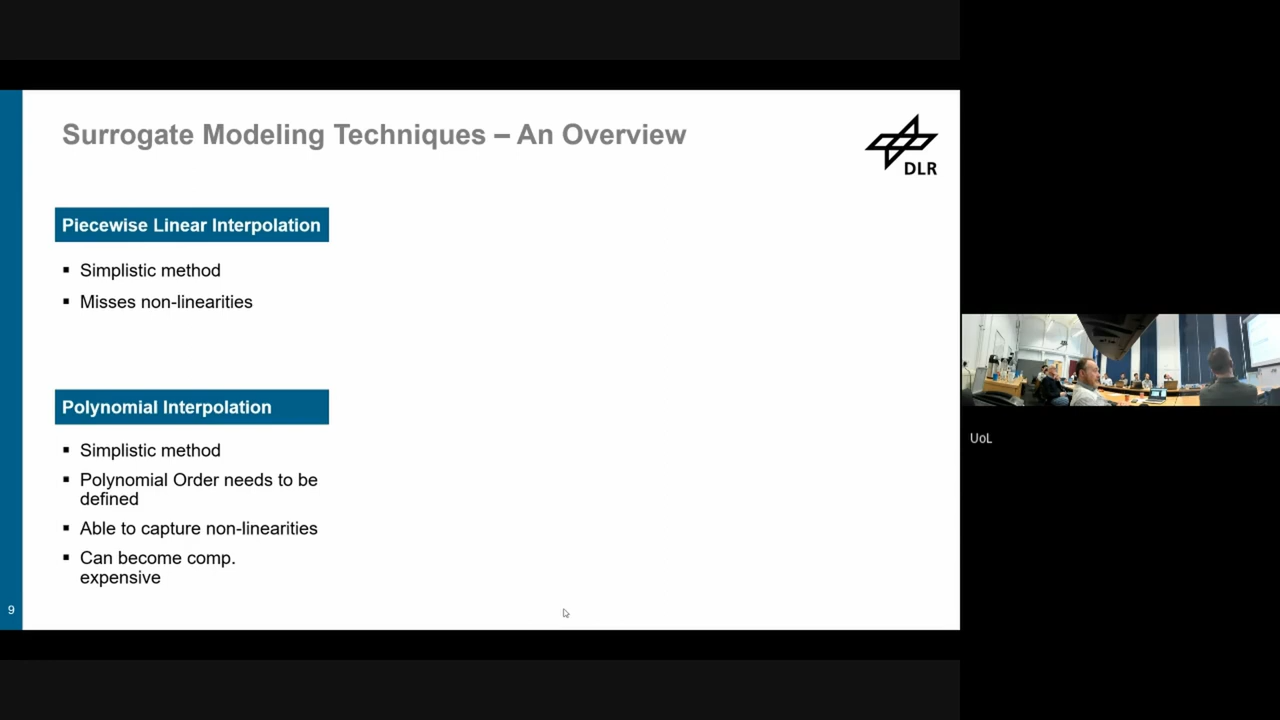 Surrogate Modeling Techniques – An Overview
DLR
Piecewise Linear Interpolation
▪ Simplistic method
▪ Misses non-linearities
Polynomial Interpolation
▪ Simplistic method
▪ Polynomial Order needs to be
defined
▪ Able to capture non-linearities
▪ Can become comp.
expensive
9
UoL